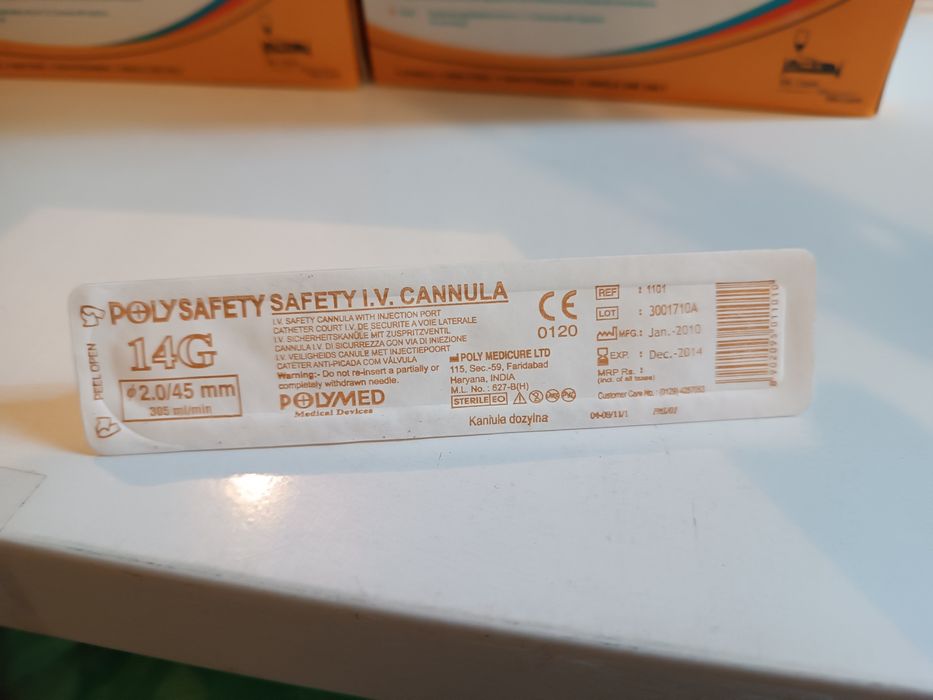 PEEL OPEN
POLYSAFETY SAFETY I.V. CANNULA
14G
ø 2.0/45 mm
305 ml/min
I.V. SAFETY CANNULA WITH INJECTION PORT
CATHETER COURT I.V. DE SECURITE A VOIE LATERALE
I.V. SICHERHEITSKANÜLE MIT ZUSPRITZVENTIL
CANNULA I.V. DI SICURREZZA CON VIA DI INIEZIONE
I.V. VEILIGHEIDS CANULE MET INJECTIEPOORT
CATETER ANTI-PICADA COM VÁLVULA
Warning:- Do not re-insert a partially or
completely withdrawn needle.
POLYMED
Medical Devices
CE
0120
POLY MEDICURE LTD
115, Sec.-59, Faridabad
Haryana, INDIA
M.L. No. : 627-B(H)
STERILE EO
Kaniula dozylna
REF : 1101
LOT : 3001710A
MFG.: Jan.-2010
EXP. : Dec.-2014
MRP Rs. :
(incl. of all taxes)
Customer Care No.